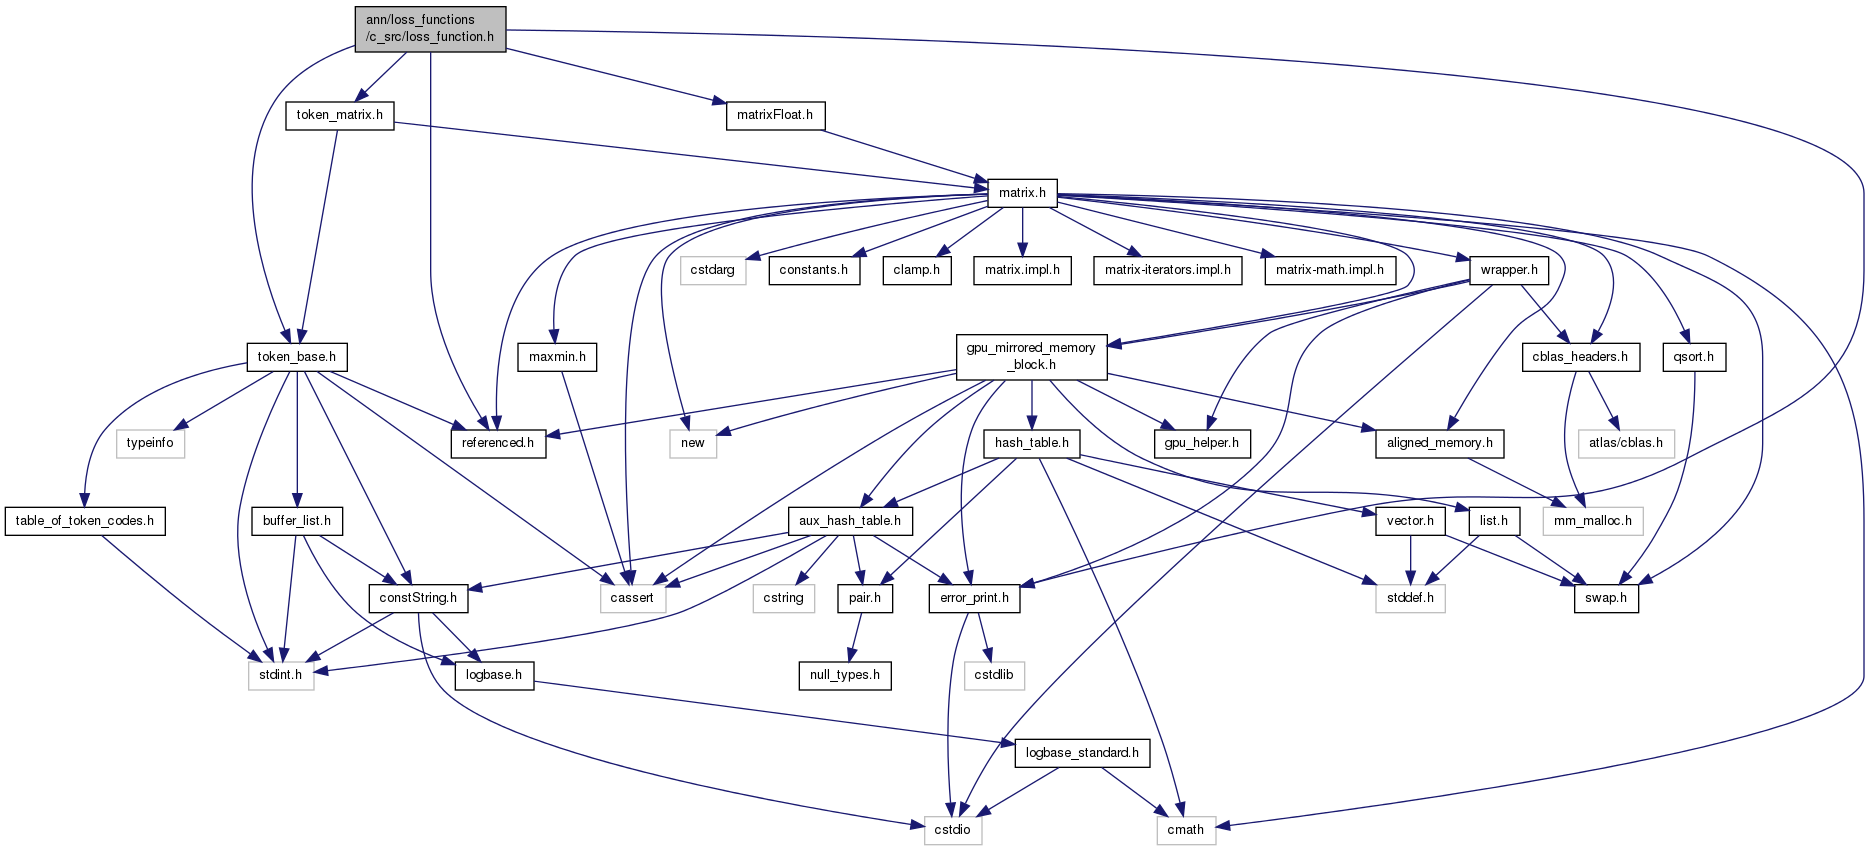 ann/loss_functions
/c_src/loss_function.h
token_matrix.h
matrixFloat.h
matrix.h
cstdarg
constants.h
clamp.h
matrix.impl.h
matrix-iterators.impl.h
matrix-math.impl.h
wrapper.h
token_base.h
maxmin.h
gpu_mirrored_memory
_block.h
cblas_headers.h
qsort.h
typeinfo
referenced.h
new
hash_table.h
gpu_helper.h
aligned_memory.h
atlas/cblas.h
table_of_token_codes.h
buffer_list.h
aux_hash_table.h
vector.h
list.h
mm_malloc.h
constString.h
cassert
cstring
pair.h
error_print.h
stddef.h
swap.h
stdint.h
logbase.h
null_types.h
cstdlib
logbase_standard.h
cstdio
cmath